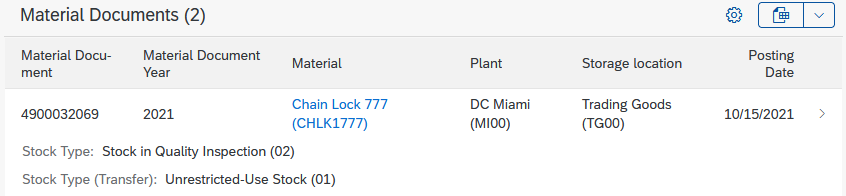 Material Documents (2)
Material Docu-
ment
Material Document
Year
Material
Plant
Storage location
Posting
Date
4900032069
2021
Chain Lock 777
(CHLK1777)
DC Miami
(MI00)
Trading Goods
(TG00)
10/15/2021
Stock Type: Stock in Quality Inspection (02)
Stock Type (Transfer): Unrestricted-Use Stock (01)